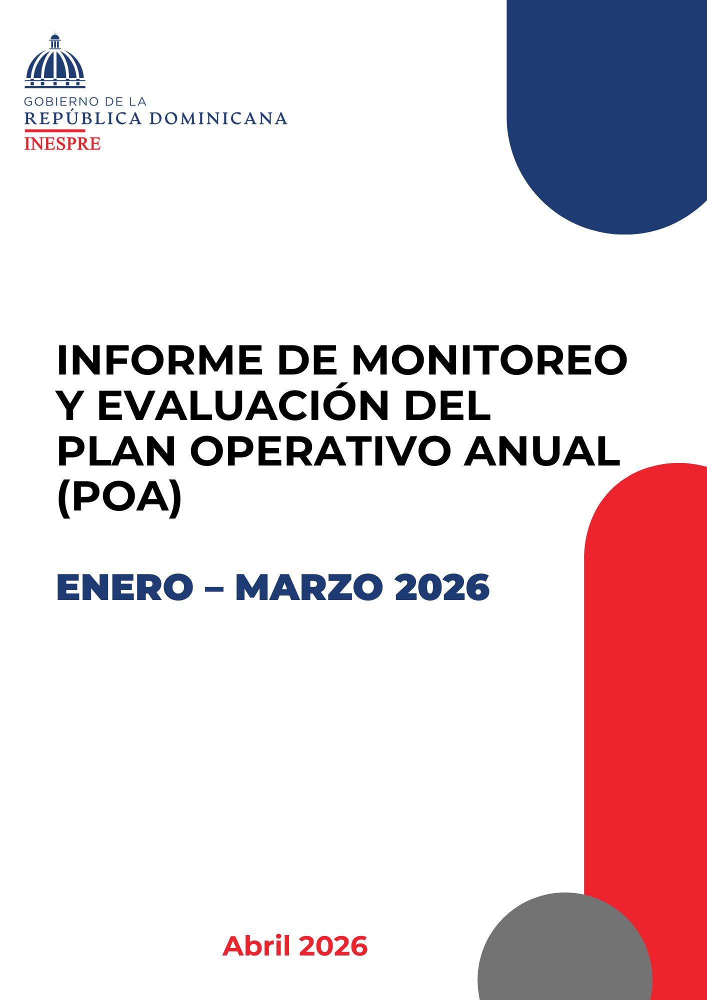 GOBIERNO DE LA
REPÚBLICA DOMINICANA
INESPRE
INFORME DE MONITOREO
Y EVALUACIÓN DEL
PLAN OPERATIVO ANUAL
(POA)
ENERO – MARZO 2026
Abril 2026